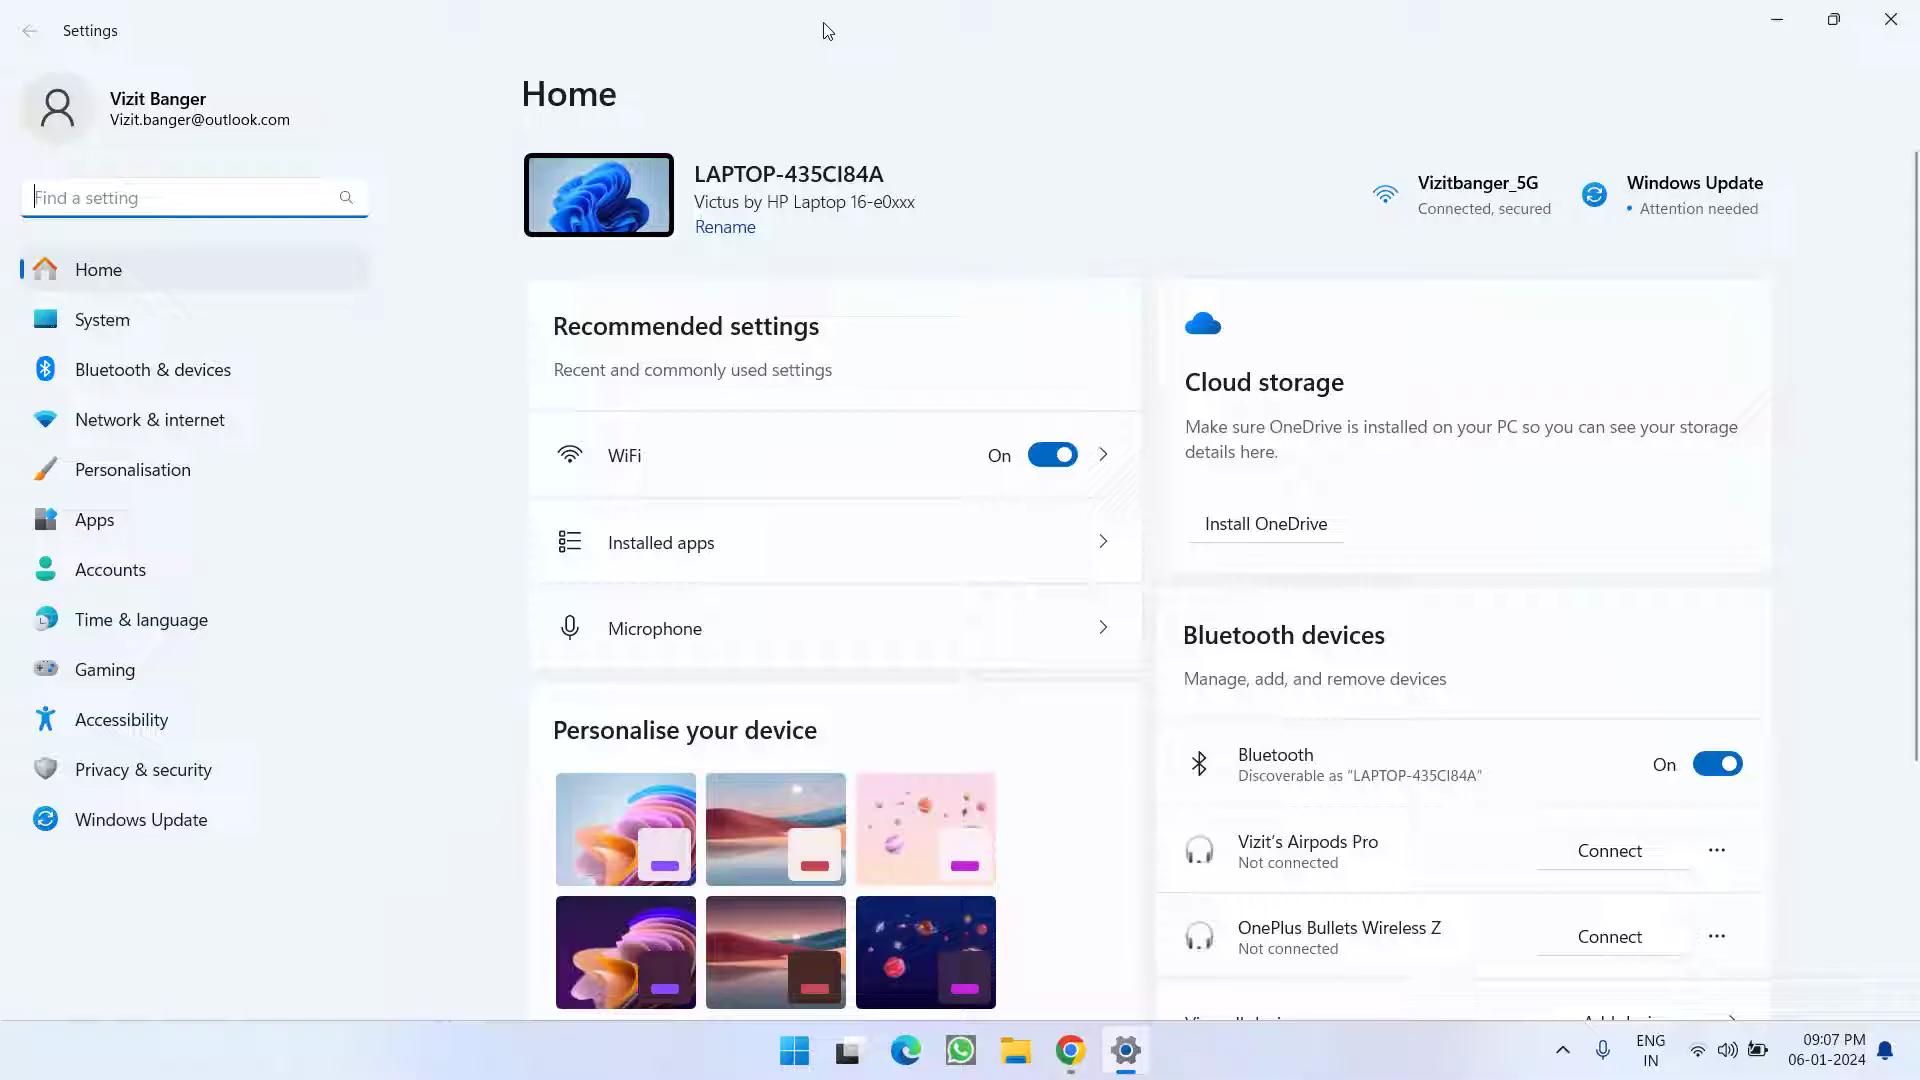 Settings
Vizit Banger
Vizit.banger@outlook.com
Find a setting
Home
System
Bluetooth & devices
Network & internet
Personalisation
Apps
Accounts
Time & language
Gaming
Accessibility
Privacy & security
Windows Update
Home
LAPTOP-435CI84A
Victus by HP Laptop 16-e0xxx
Rename
Vizitbanger_5G
Connected, secured
Windows Update
• Attention needed
Recommended settings
Recent and commonly used settings
WiFi
On
Installed apps
Microphone
Personalise your device
Cloud storage
Make sure OneDrive is installed on your PC so you can see your storage
details here.
Install OneDrive
Bluetooth devices
Manage, add, and remove devices
Bluetooth
Discoverable as "LAPTOP-435CI84A"
On
Vizit's Airpods Pro
Not connected
Connect
OnePlus Bullets Wireless Z
Not connected
Connect
ENG
IN
09:07 PM
06-01-2024